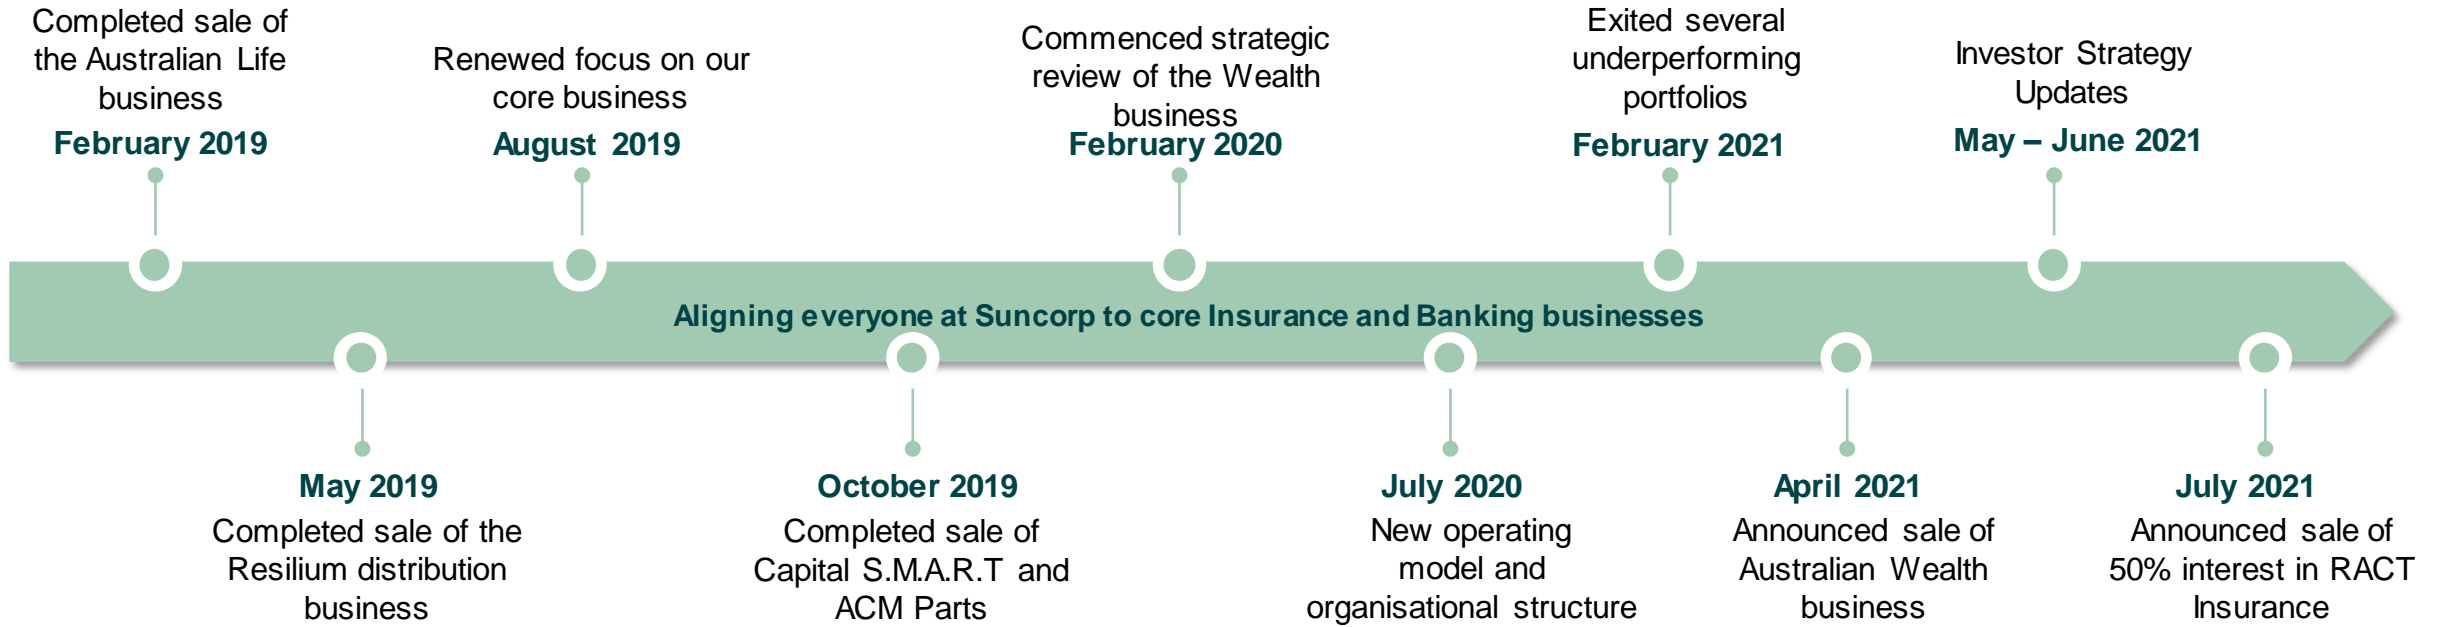 Completed sale of
the Australian Life
business
February 2019
Renewed focus on our
core business
August 2019
Commenced strategic
review of the Wealth
business
February 2020
Exited several
underperforming
portfolios
February 2021
Investor Strategy
Updates
May – June 2021
Aligning everyone at Suncorp to core Insurance and Banking businesses
May 2019
Completed sale of the
Resilium distribution
business
October 2019
Completed sale of
Capital S.M.A.R.T and
ACM Parts
July 2020
New operating
model and
organisational structure
April 2021
Announced sale of
Australian Wealth
business
July 2021
Announced sale of
50% interest in RACT
Insurance